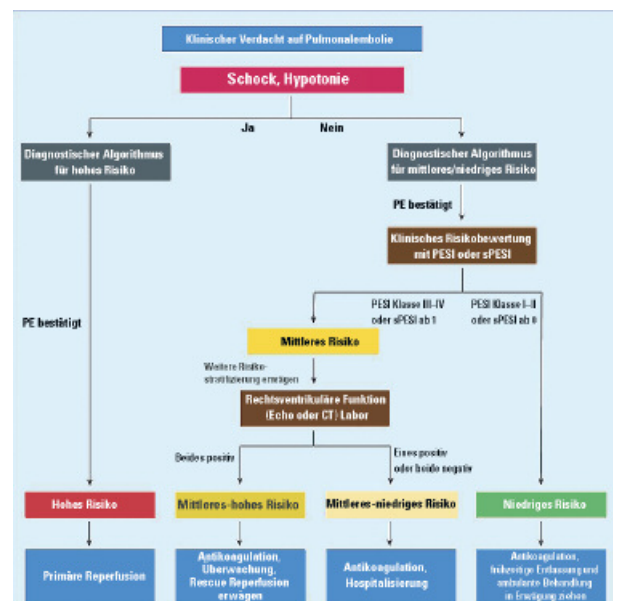 Klinischer Verdacht auf Pulmonalembolie
Schock, Hypotonie
Ja
Nein
Diagnostischer Algorithmus
für hohes Risiko
Diagnostischer Algorithmus
für mittleres/niedriges Risiko
PE bestätigt
Klinisches Risikobewertung
mit PESI oder sPESI
PESI Klasse III–IV
oder sPESI ab 1
PESI Klasse I–II
oder sPESI ab 0
PE bestätigt
Mittleres Risiko
Weitere Risiko-
stratifizierung erwägen
Rechtsventrikuläre Funktion
(Echo oder CT) Labor
Beides positiv
Eines positiv
oder beide negativ
Hohes Risiko
Mittleres-hohes Risiko
Mittleres-niedriges Risiko
Niedriges Risiko
Primäre Reperfusion
Antikoagulation,
Überwachung,
Rescue Reperfusion
erwägen
Antikoagulation,
Hospitalisierung
Antikoagulation,
frühzeitige Entlassung und
ambulante Behandlung
in Erwägung ziehen